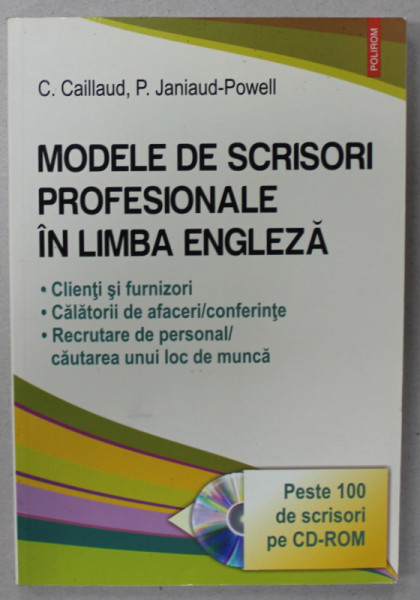 POLIROM
C. Caillaud, P. Janiaud-Powell
MODELE DE SCRISORI
PROFESIONALE
ÎN LIMBA ENGLEZĂ
• Clienţi şi furnizori
• Călătorii de afaceri/conferinţe
• Recrutare de personal/
căutarea unui loc de muncă
Peste 100
de scrisori
pe CD-ROM